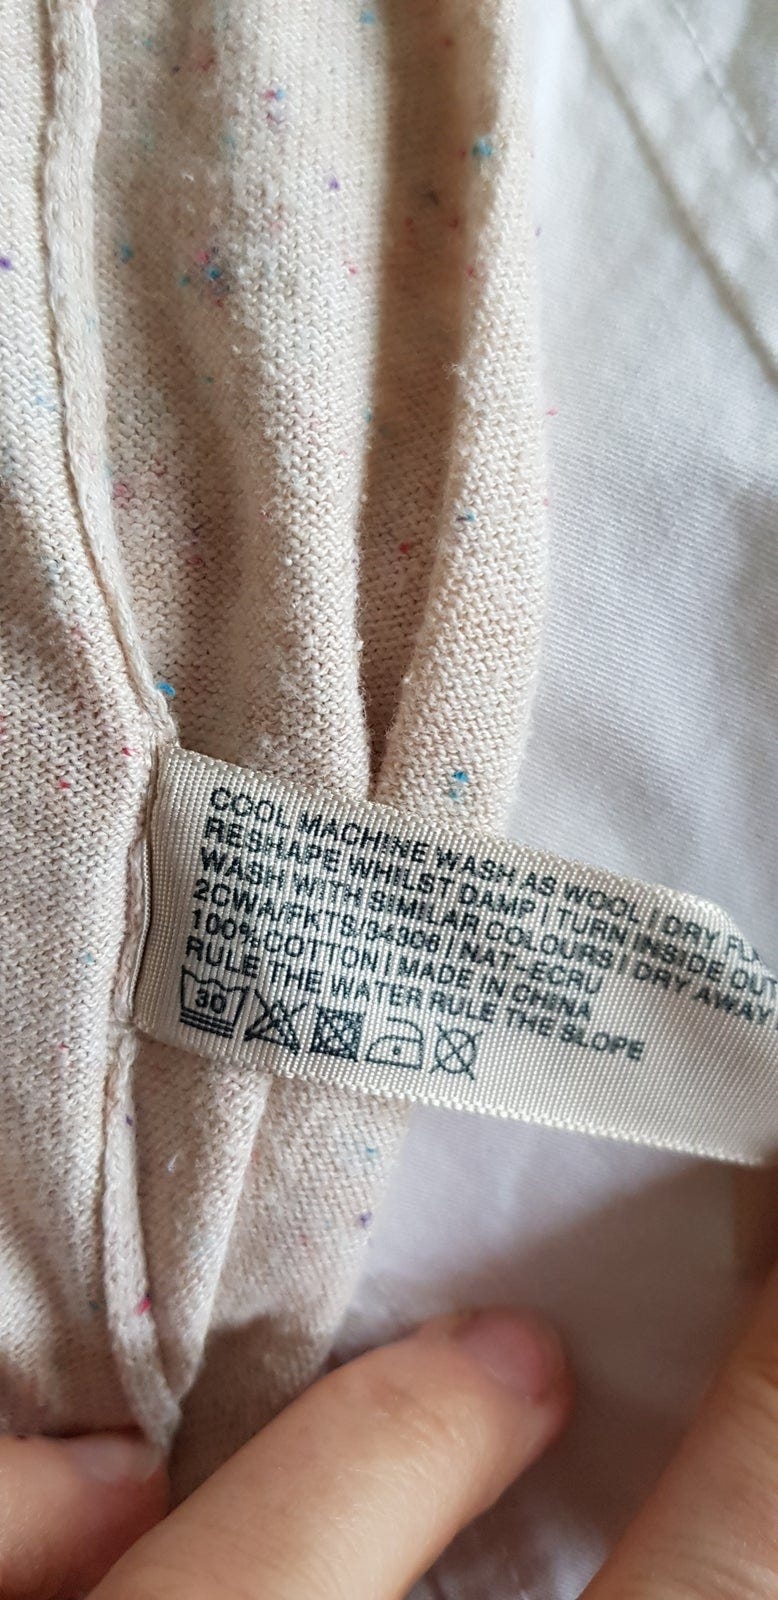 COOL MACHINE WASH AS WOOL | DRY
RESHAPE WHILST DAMP | TURN INSIDE OUT
WASH WITH SIMILAR COLOURS | DRY AWAY
2CWA/FKTS/34306 | NAT-ECRU
100% COTTON | MADE IN CHINA
RULE THE WATER RULE THE SLOPE
30